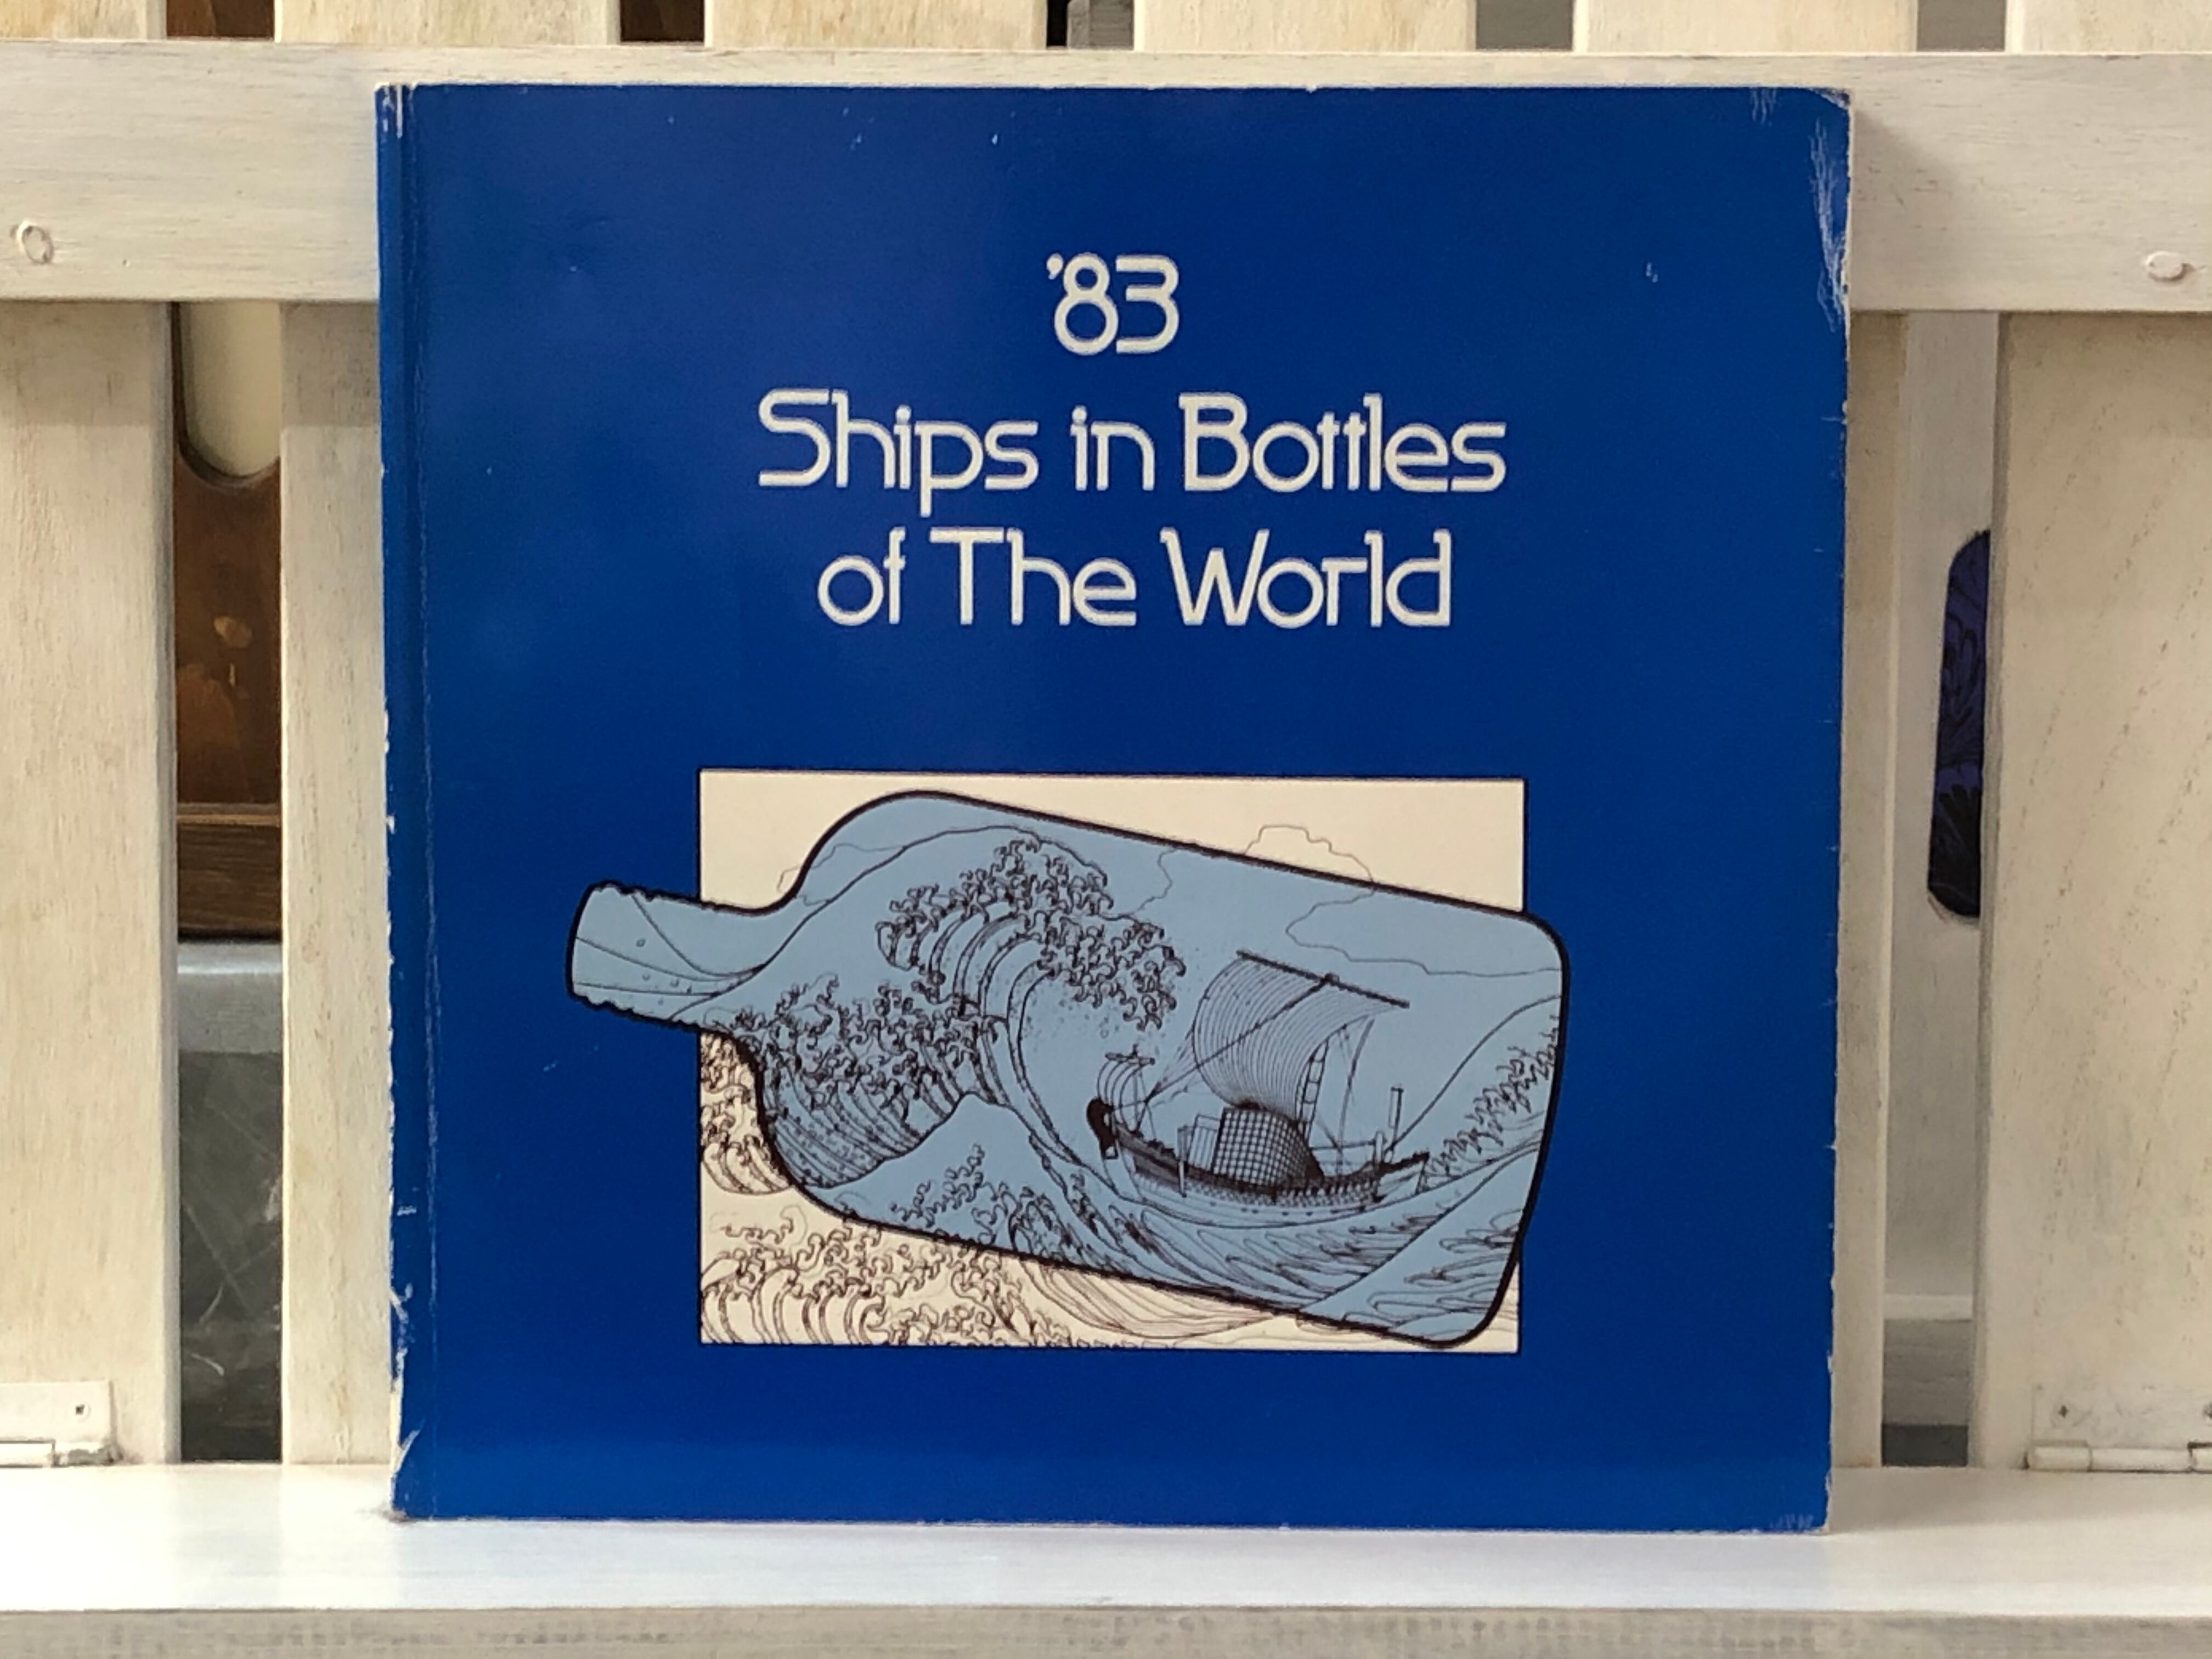 '83
Ships in Bottles
of The World